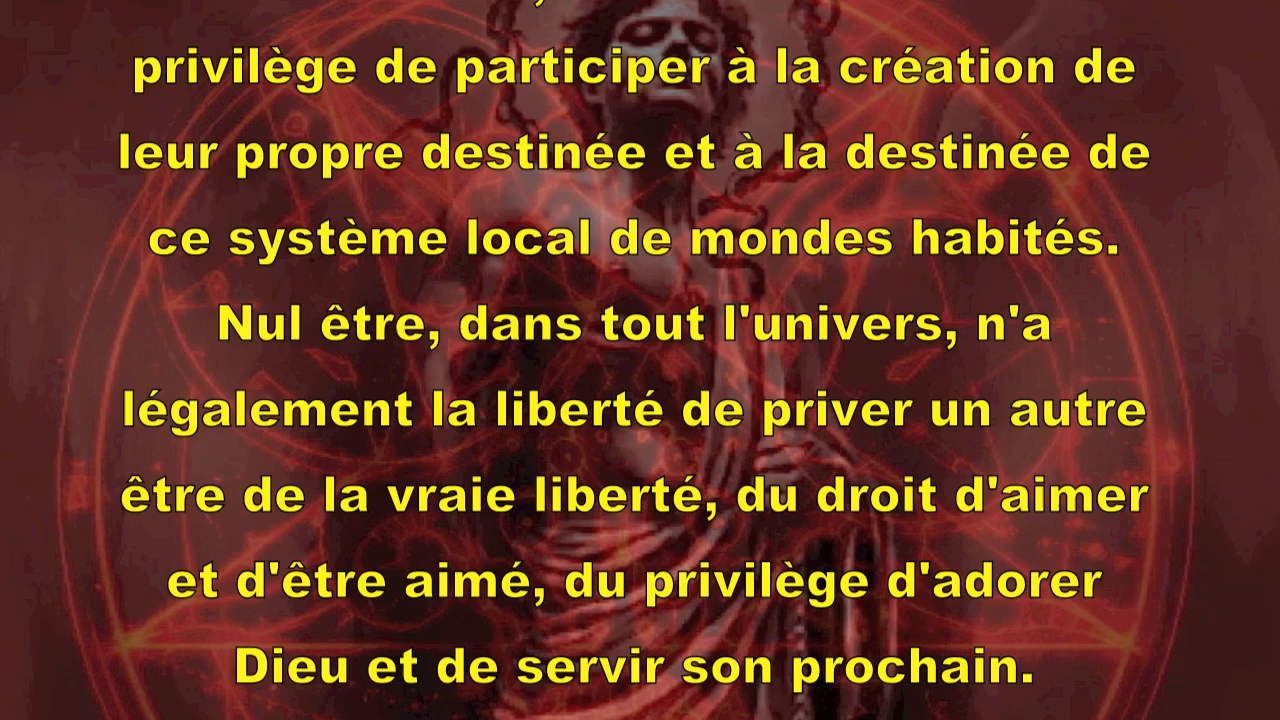 privilège de participer à la création de
leur propre destinée et à la destinée de
ce système local de mondes habités.
Nul être, dans tout l'univers, n'a
légalement la liberté de priver un autre
être de la vraie liberté, du droit d'aimer
et d'être aimé, du privilège d'adorer
Dieu et de servir son prochain.